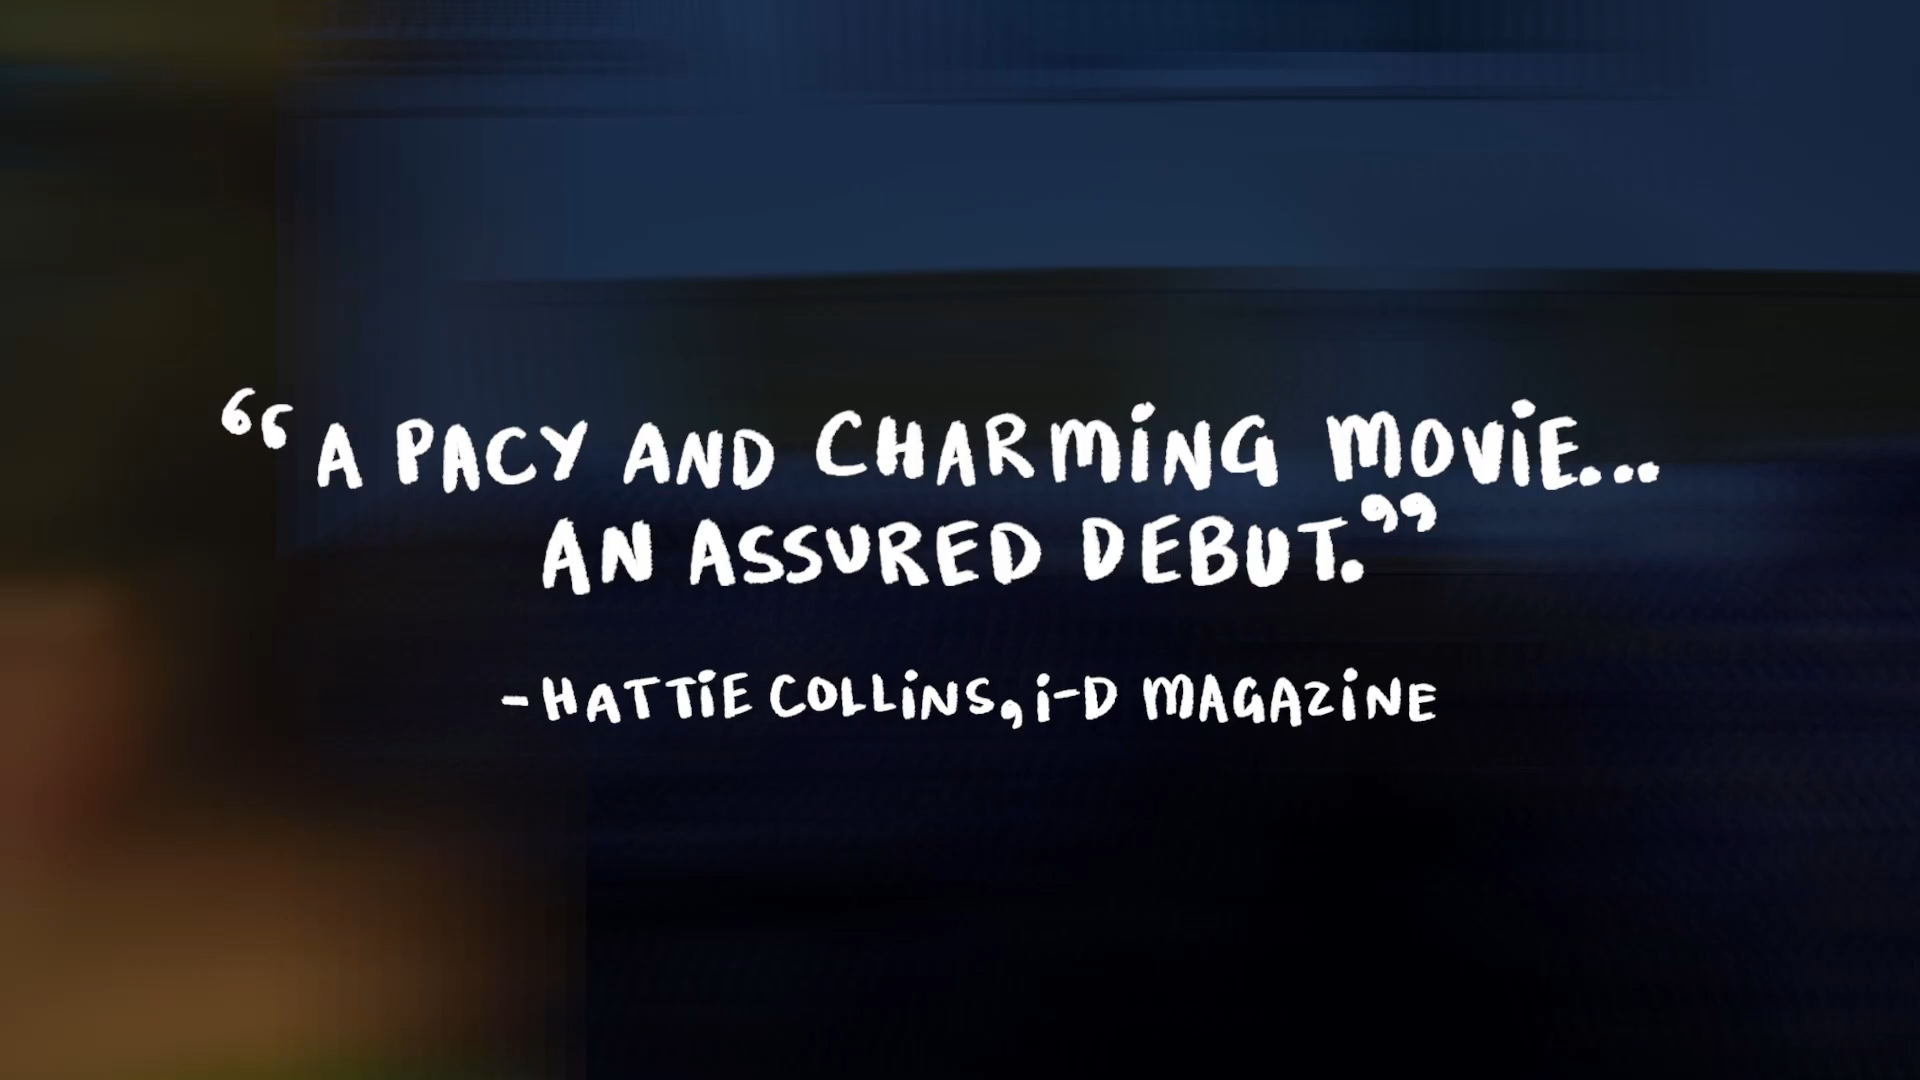 “A PACY AND CHARMING MOVIE...
AN ASSURED DEBUT.”
-HATTIE COLLINS, i-D MAGAZINE